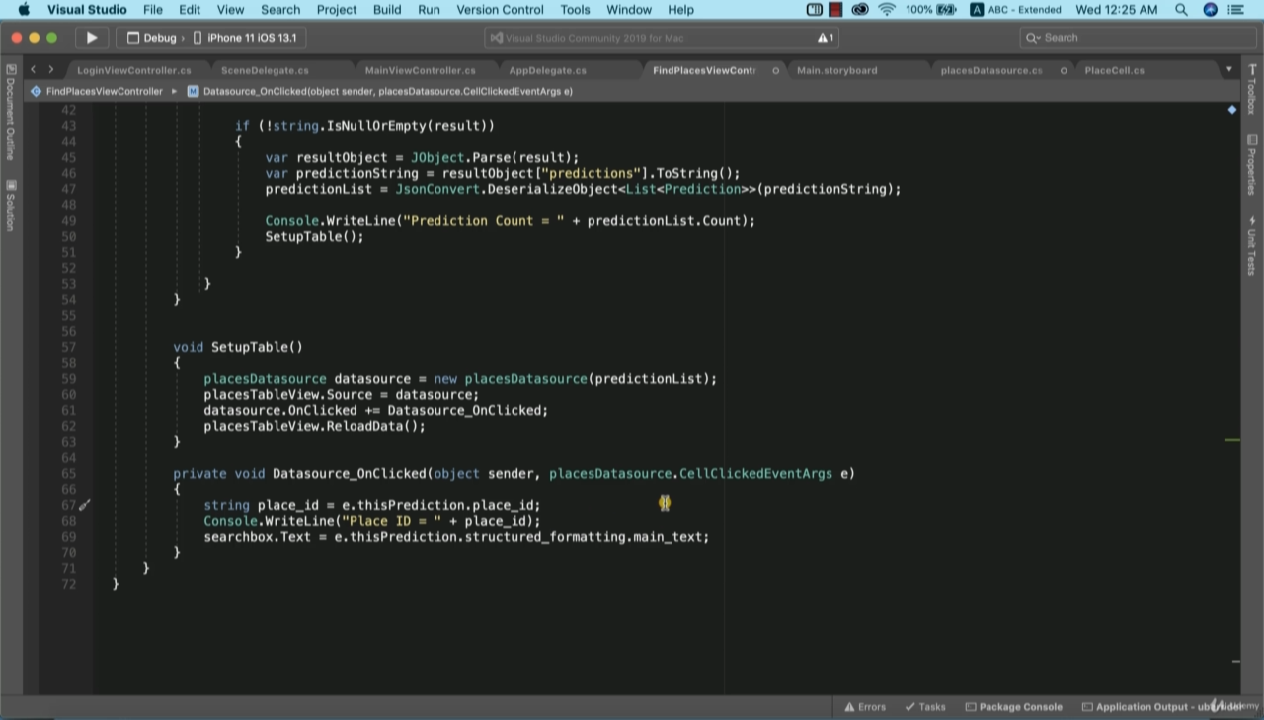 Visual Studio File Edit View Search Project Build Run Version Control Tools Window Help 100% A ABC - Extended Wed 12:25 AM
Debug › iPhone 11 iOS 13.1 Visual Studio Community 2019 for Mac 1 Search
LoginViewController.cs SceneDelegate.cs MainViewController.cs AppDelegate.cs FindPlacesViewContr Main.storyboard placesDatasource.cs PlaceCell.cs
FindPlacesViewController M Datasource_OnClicked(object sender, placesDatasource.CellClickedEventArgs e)
Document Outline
Solution
Toolbox
Properties
Unit Tests
42
43 if (!string.IsNullOrEmpty(result))
44 {
45 var resultObject = JObject.Parse(result);
46 var predictionString = resultObject["predictions"].ToString();
47 predictionList = JsonConvert.DeserializeObject<List<Prediction>>(predictionString);
48
49 Console.WriteLine("Prediction Count = " + predictionList.Count);
50 SetupTable();
51 }
52
53 }
54 }
55
56
57 void SetupTable()
58 {
59 placesDatasource datasource = new placesDatasource(predictionList);
60 placesTableView.Source = datasource;
61 datasource.OnClicked += Datasource_OnClicked;
62 placesTableView.ReloadData();
63 }
64
65 private void Datasource_OnClicked(object sender, placesDatasource.CellClickedEventArgs e)
66 {
67 string place_id = e.thisPrediction.place_id;
68 Console.WriteLine("Place ID = " + place_id);
69 searchbox.Text = e.thisPrediction.structured_formatting.main_text;
70 }
71 }
72 }
Errors Tasks Package Console Application Output -